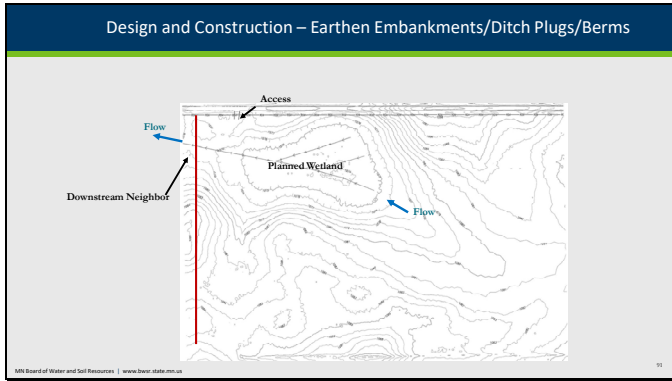 Design and Construction – Earthen Embankments/Ditch Plugs/Berms
Access
Flow
Planned Wetland
Downstream Neighbor
Flow
MN Board of Water and Soil Resources | www.bwsr.state.mn.us